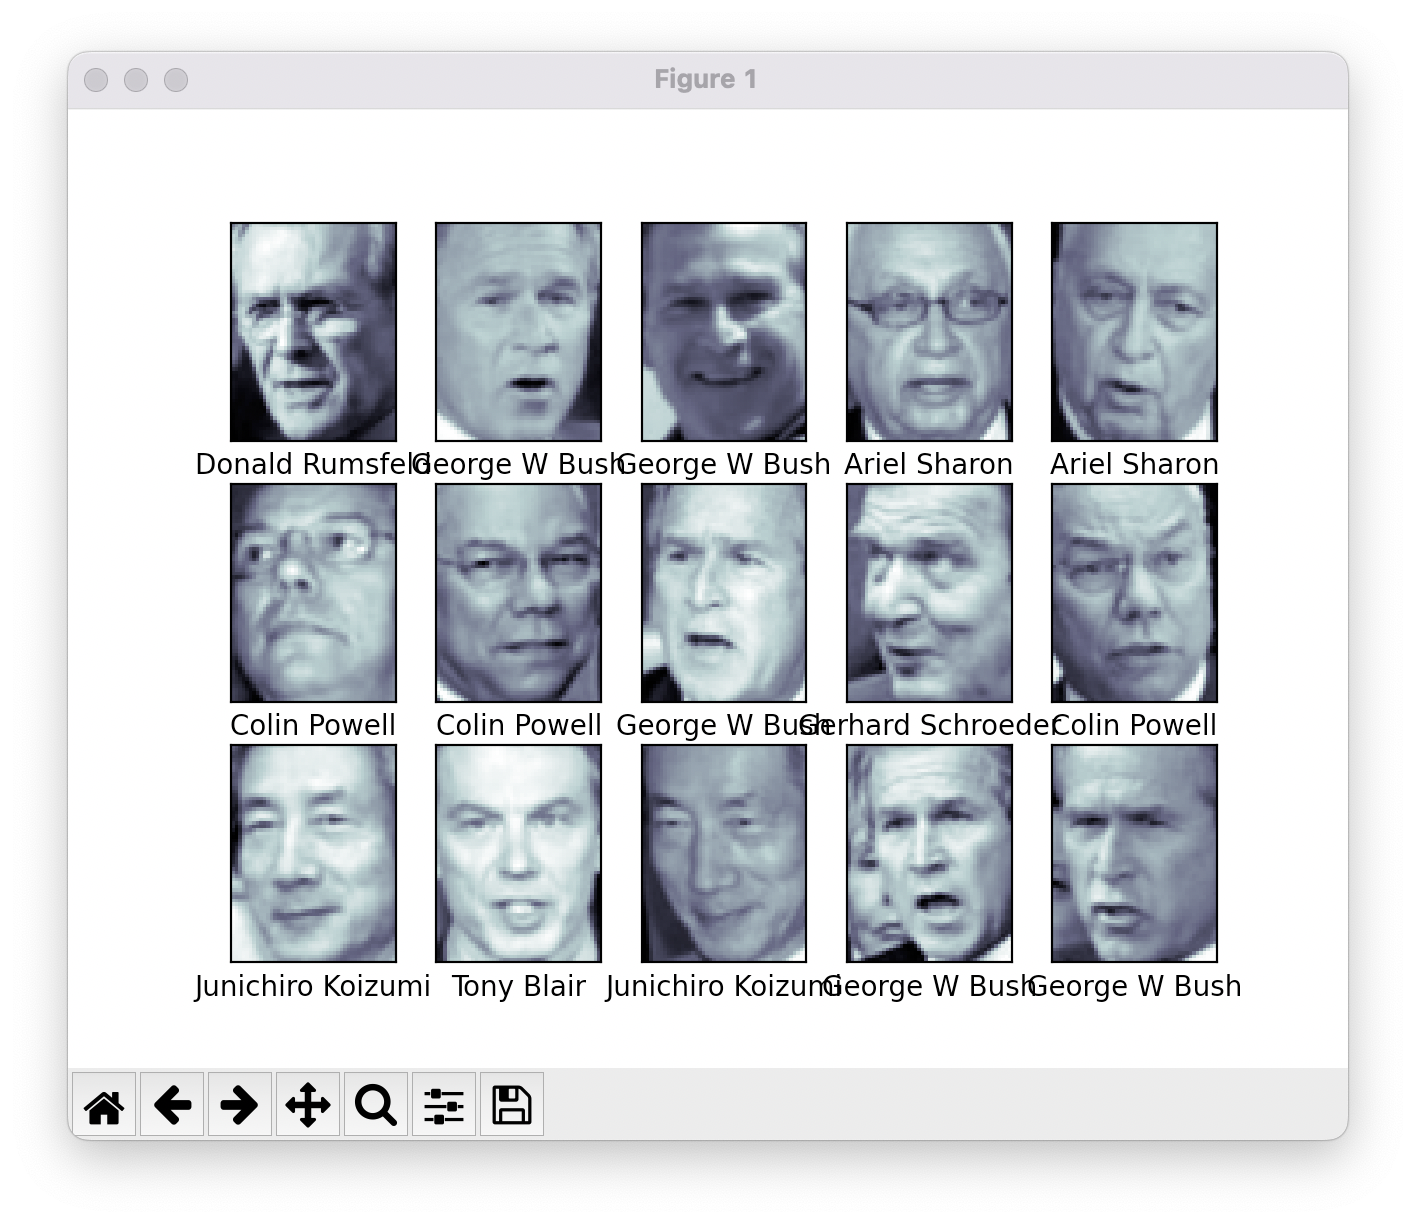 Figure 1
Donald Rumsfeld George W Bush George W Bush Ariel Sharon Ariel Sharon
Colin Powell Colin Powell George W Bush Gerhard Schroeder Colin Powell
Junichiro Koizumi Tony Blair Junichiro Koizumi George W Bush George W Bush